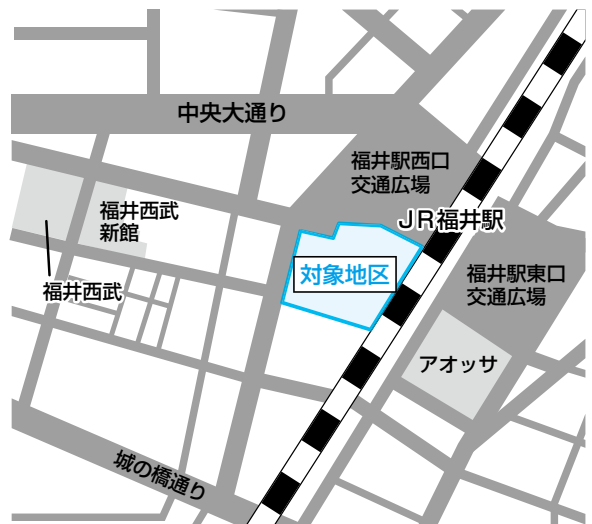 中央大通り
福井駅西口
交通広場
福井西武
新館
JR福井駅
対象地区
福井駅東口
交通広場
福井西武
アオッサ
城の橋通り